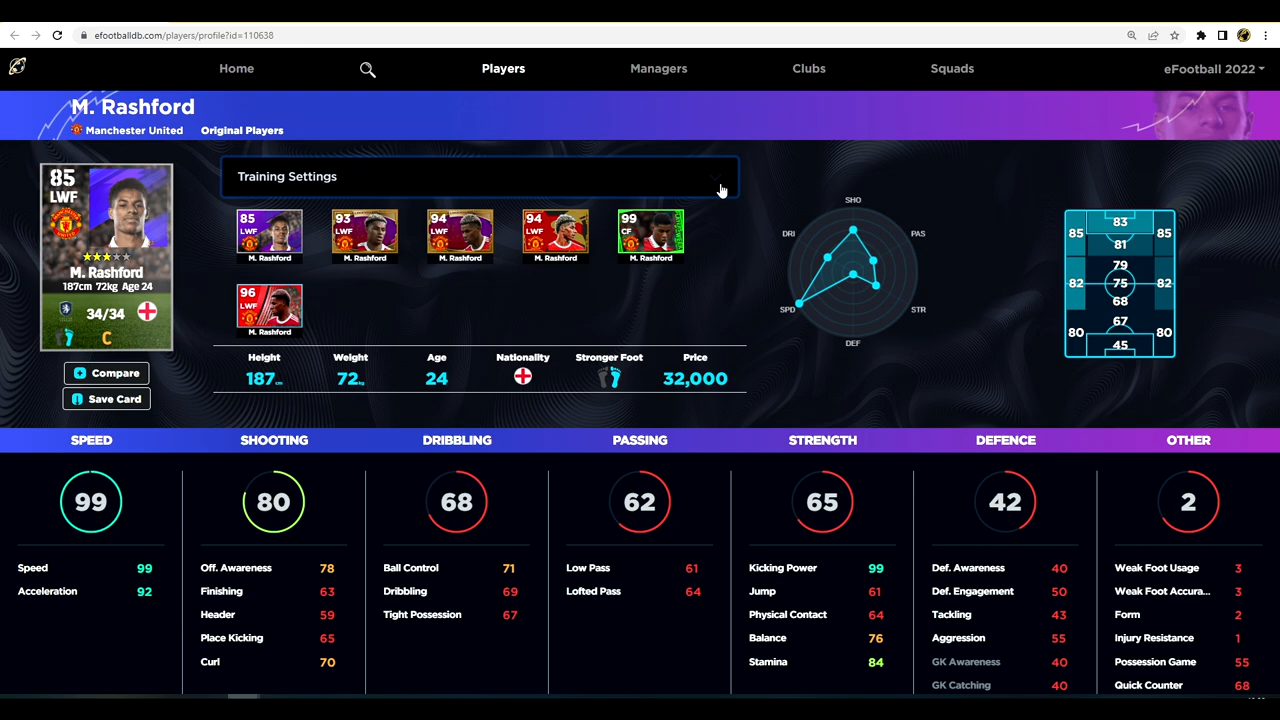 efootballdb.com/players/profile?id=110638
Home Players Managers Clubs Squads eFootball 2022
M. Rashford
Manchester United Original Players
85
LWF
M. Rashford
187cm 72kg Age 24
34/34
C
Compare
Save Card
Training Settings
85 LWF M. Rashford
93 LWF M. Rashford
94 LWF M. Rashford
94 LWF M. Rashford
99 CF M. Rashford
96 LWF M. Rashford
Height Weight Age Nationality Stronger Foot Price
187cm 72kg 24 32,000
SHO
DRI PAS
SPD STR
DEF
83
85 81 85
79
82 75 82
68
67
80 80
45
SPEED SHOOTING DRIBBLING PASSING STRENGTH DEFENCE OTHER
99 80 68 62 65 42 2
Speed 99
Acceleration 92
Off. Awareness 78
Finishing 63
Header 59
Place Kicking 65
Curl 70
Ball Control 71
Dribbling 69
Tight Possession 67
Low Pass 61
Lofted Pass 64
Kicking Power 99
Jump 61
Physical Contact 64
Balance 76
Stamina 84
Def. Awareness 40
Def. Engagement 50
Tackling 43
Aggression 55
GK Awareness 40
GK Catching 40
Weak Foot Usage 3
Weak Foot Accura... 3
Form 2
Injury Resistance 1
Possession Game 55
Quick Counter 68